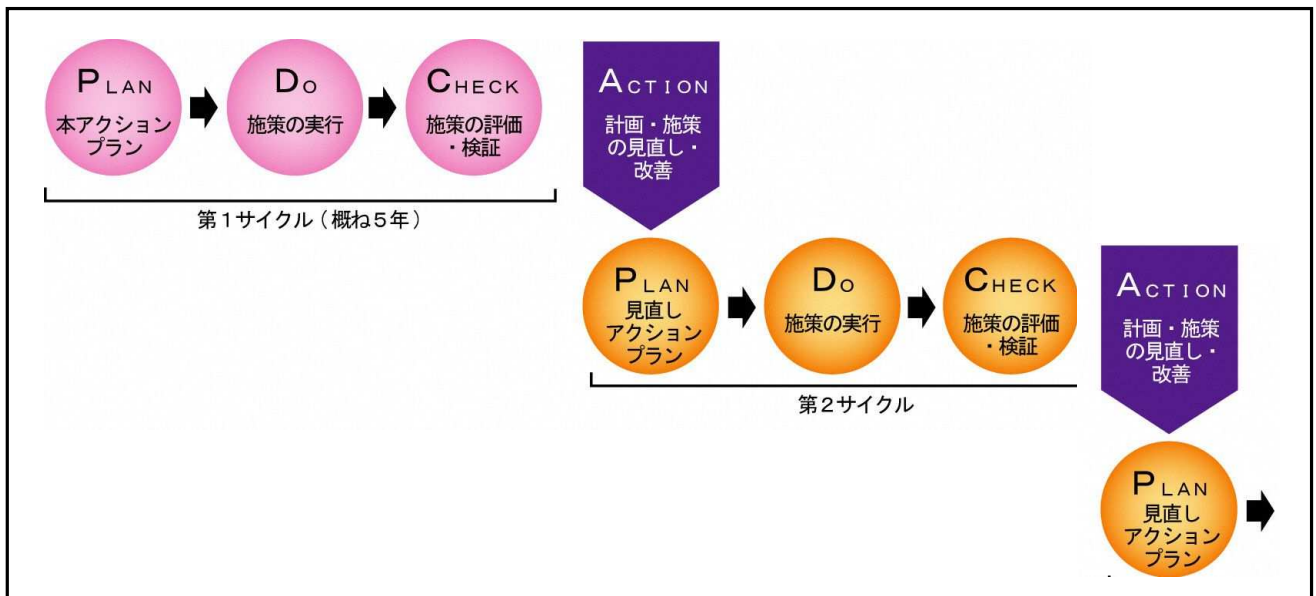 PLAN
本アクション
プラン
DO
施策の実行
CHECK
施策の評価
・検証
第1サイクル(概ね5年)
ACTION
計画・施策
の見直し・
改善
PLAN
見直し
アクション
プラン
DO
施策の実行
CHECK
施策の評価
・検証
第2サイクル
ACTION
計画・施策
の見直し・
改善
PLAN
見直し
アクション
プラン